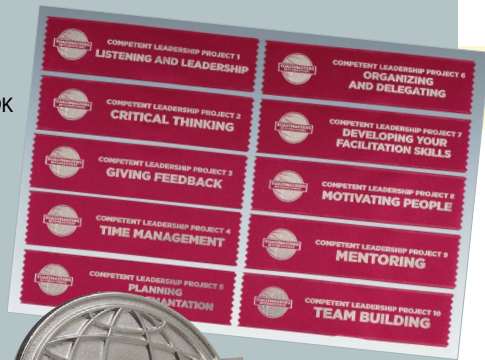 OK
COMPETENT LEADERSHIP PROJECT 1
LISTENING AND LEADERSHIP
COMPETENT LEADERSHIP PROJECT 2
CRITICAL THINKING
COMPETENT LEADERSHIP PROJECT 3
GIVING FEEDBACK
COMPETENT LEADERSHIP PROJECT 4
TIME MANAGEMENT
COMPETENT LEADERSHIP PROJECT 5
PLANNING
MANTATION
COMPETENT LEADERSHIP PROJECT 6
ORGANIZING
AND DELEGATING
COMPETENT LEADERSHIP PROJECT 7
DEVELOPING YOUR
FACILITATION SKILLS
COMPETENT LEADERSHIP PROJECT 8
MOTIVATING PEOPLE
COMPETENT LEADERSHIP PROJECT 9
MENTORING
COMPETENT LEADERSHIP PROJECT 10
TEAM BUILDING